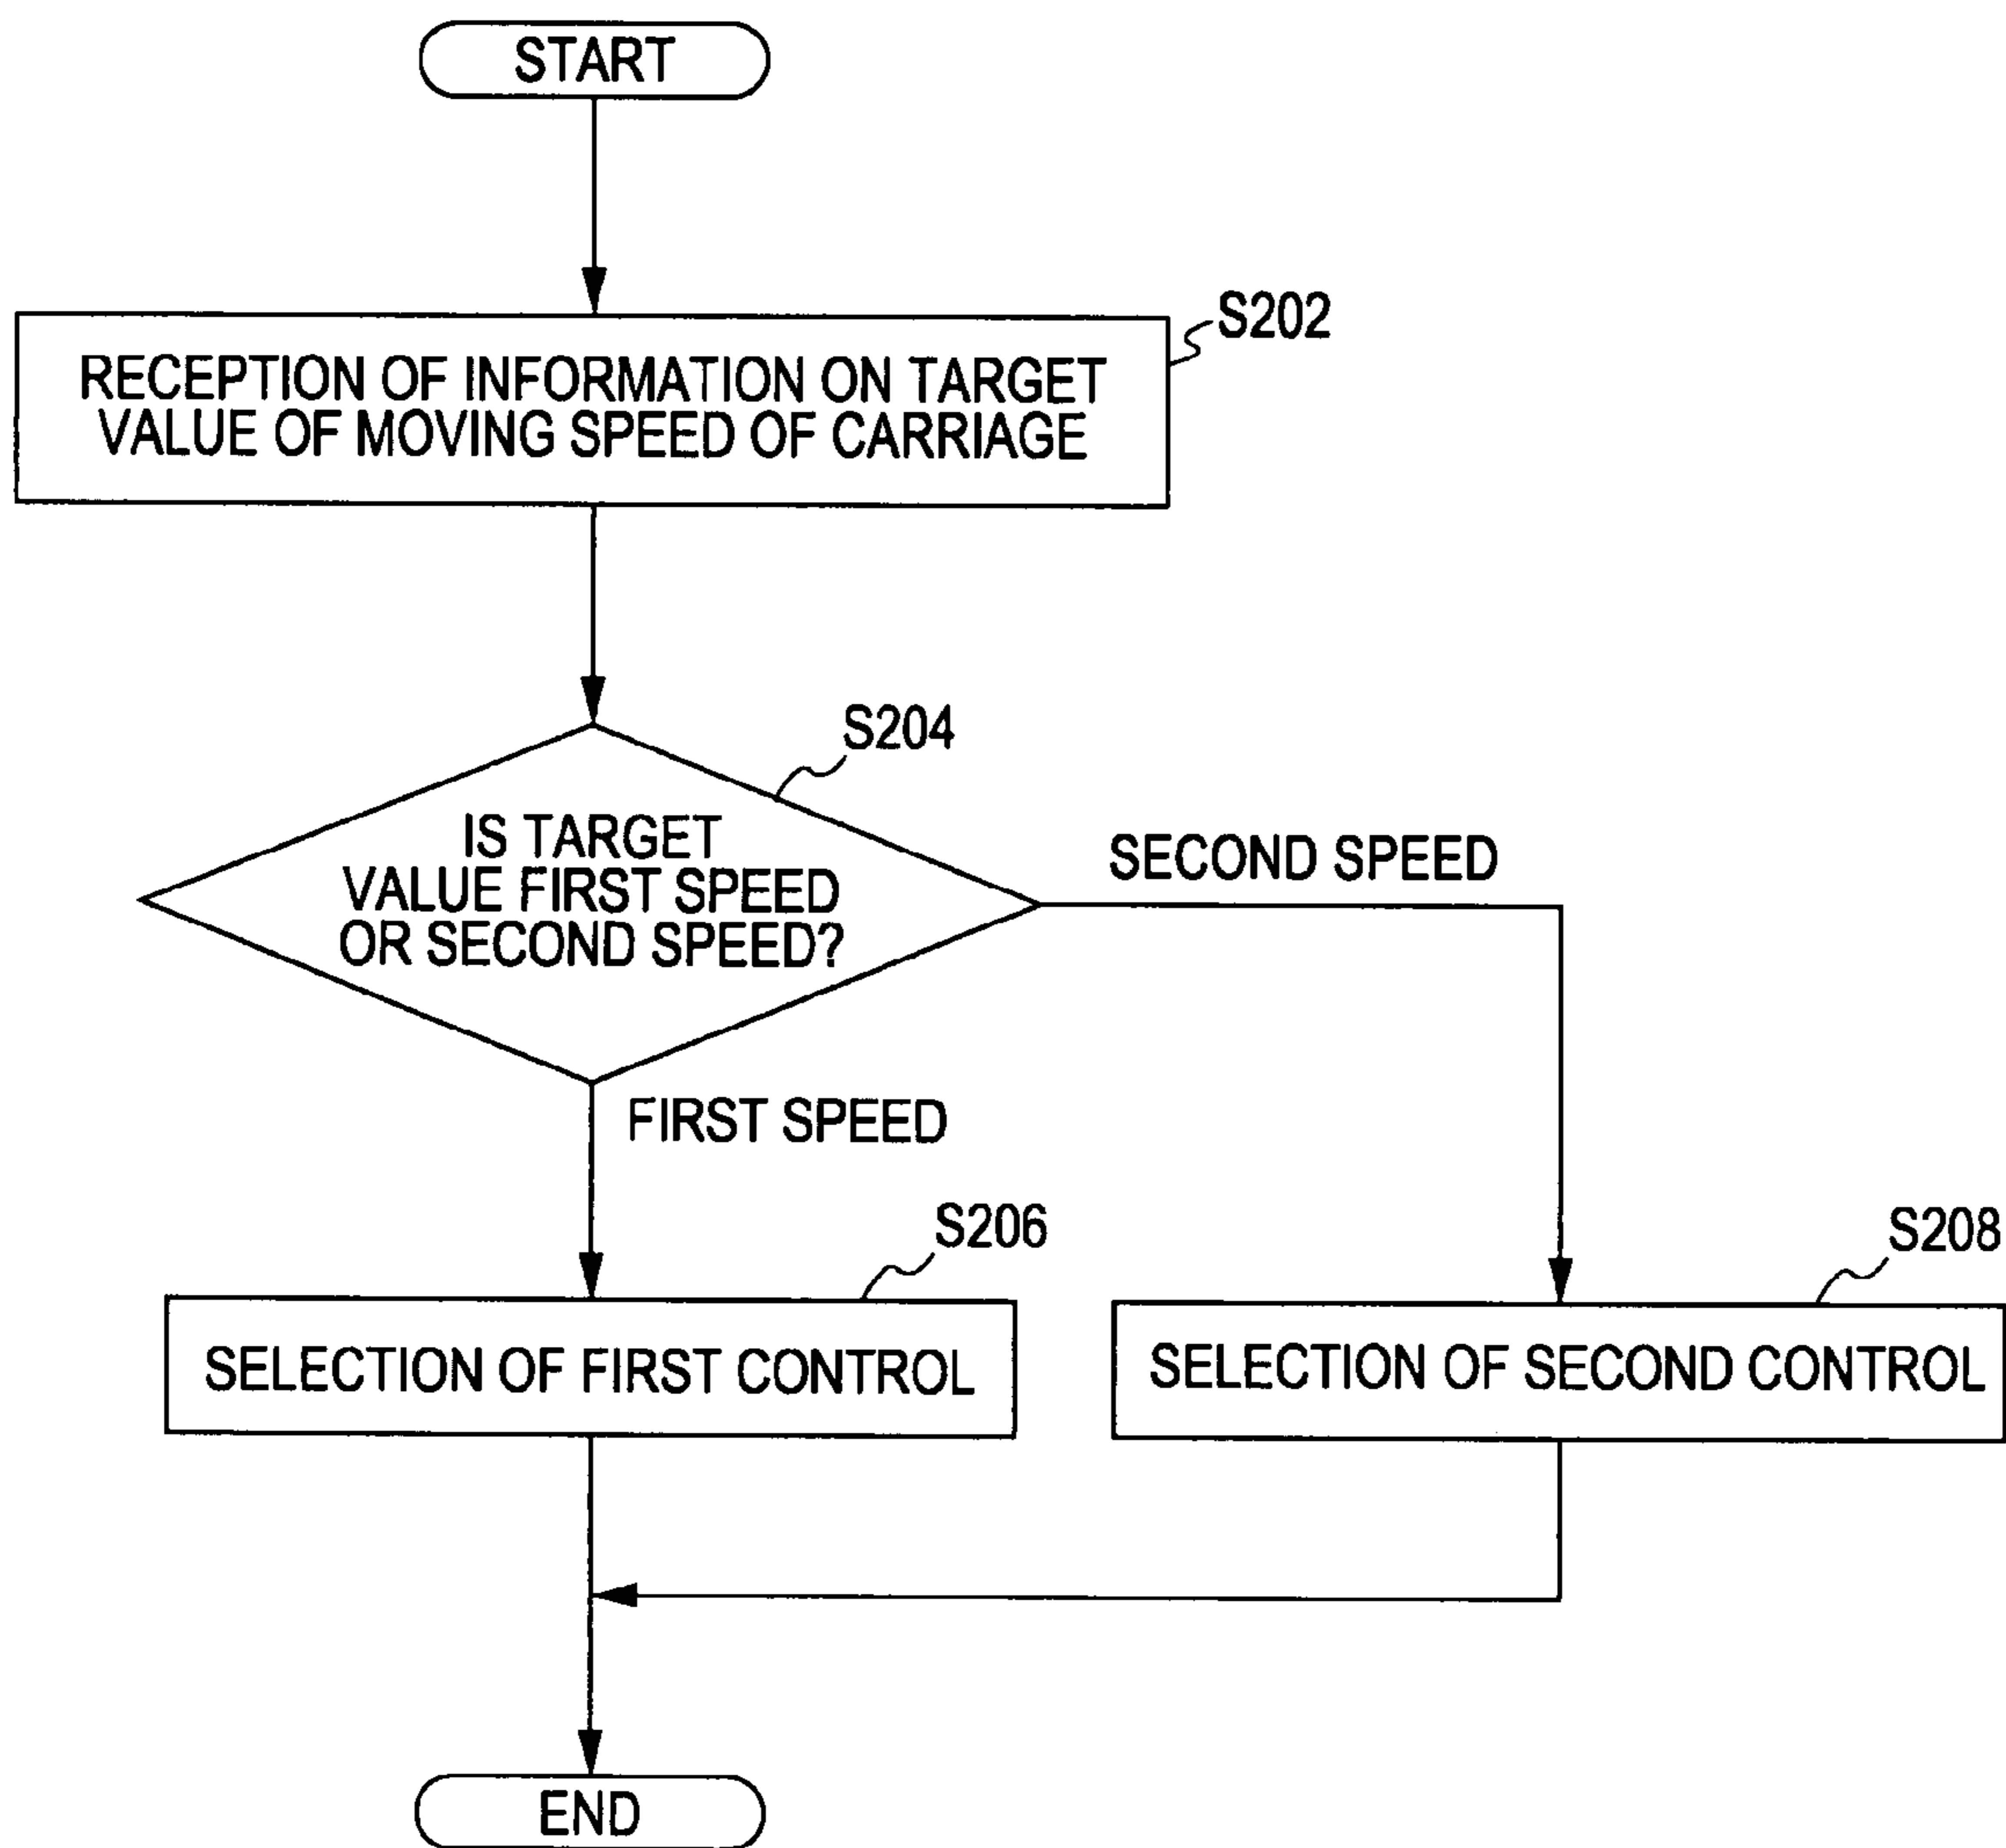 START
S202
RECEPTION OF INFORMATION ON TARGET
VALUE OF MOVING SPEED OF CARRIAGE
S204
IS TARGET
VALUE FIRST SPEED
OR SECOND SPEED?
SECOND SPEED
FIRST SPEED
S206
S208
SELECTION OF FIRST CONTROL
SELECTION OF SECOND CONTROL
END